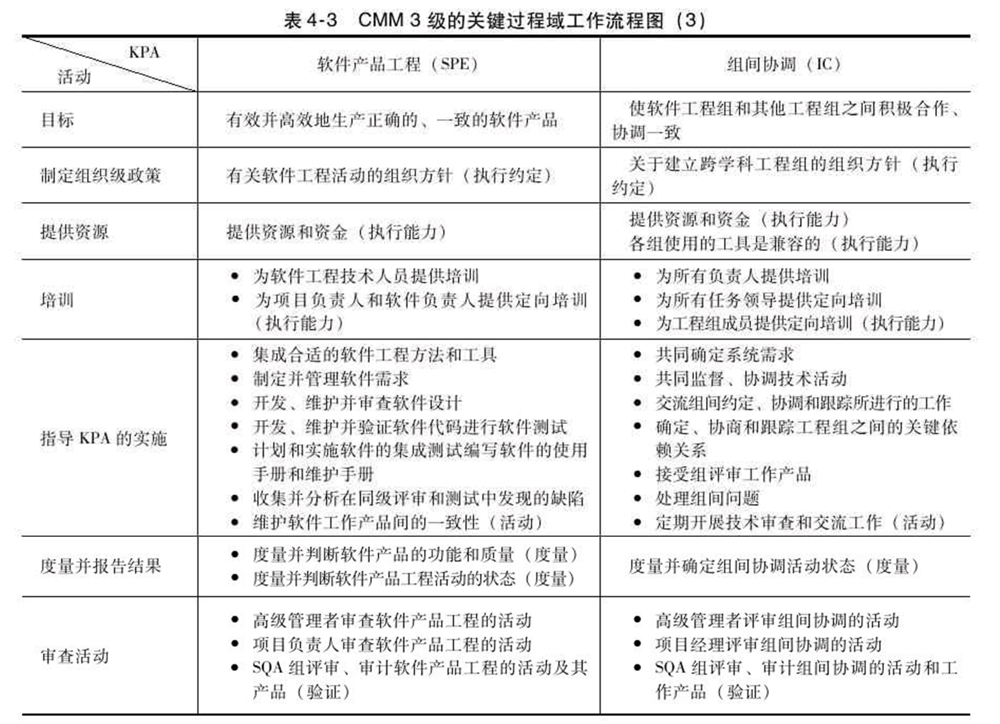 表 4-3 CMM 3 级的关键过程域工作流程图（3）
KPA
活动
软件产品工程（SPE）
组间协调（IC）
目标
有效并高效地生产正确的、一致的软件产品
使软件工程组和其他工程组之间积极合作、
协调一致
制定组织级政策
有关软件工程活动的组织方针（执行约定）
关于建立跨学科工程组的组织方针（执行
约定）
提供资源
提供资源和资金（执行能力）
提供资源和资金（执行能力）
各组使用的工具是兼容的（执行能力）
培训
● 为软件工程技术人员提供培训
● 为项目负责人和软件负责人提供定向培训
（执行能力）
● 为所有负责人提供培训
● 为所有任务领导提供定向培训
● 为工程组成员提供定向培训（执行能力）
指导 KPA 的实施
● 集成合适的软件工程方法和工具
● 制定并管理软件需求
● 开发、维护并审查软件设计
● 开发、维护并验证软件代码进行软件测试
● 计划和实施软件的集成测试编写软件的使用
手册和维护手册
● 收集并分析在同级评审和测试中发现的缺陷
● 维护软件工作产品间的一致性（活动）
● 共同确定系统需求
● 共同监督、协调技术活动
● 交流组间约定、协调和跟踪所进行的工作
● 确定、协商和跟踪工程组之间的关键依
赖关系
● 接受组评审工作产品
● 处理组间问题
● 定期开展技术审查和交流工作（活动）
度量并报告结果
● 度量并判断软件产品的功能和质量（度量）
● 度量并判断软件产品工程活动的状态（度量）
度量并确定组间协调活动状态（度量）
审查活动
● 高级管理者审查软件产品工程的活动
● 项目负责人审查软件产品工程的活动
● SQA 组评审、审计软件产品工程的活动及其
产品（验证）
● 高级管理者评审组间协调的活动
● 项目经理评审组间协调的活动
● SQA 组评审、审计组间协调的活动和工
作产品（验证）